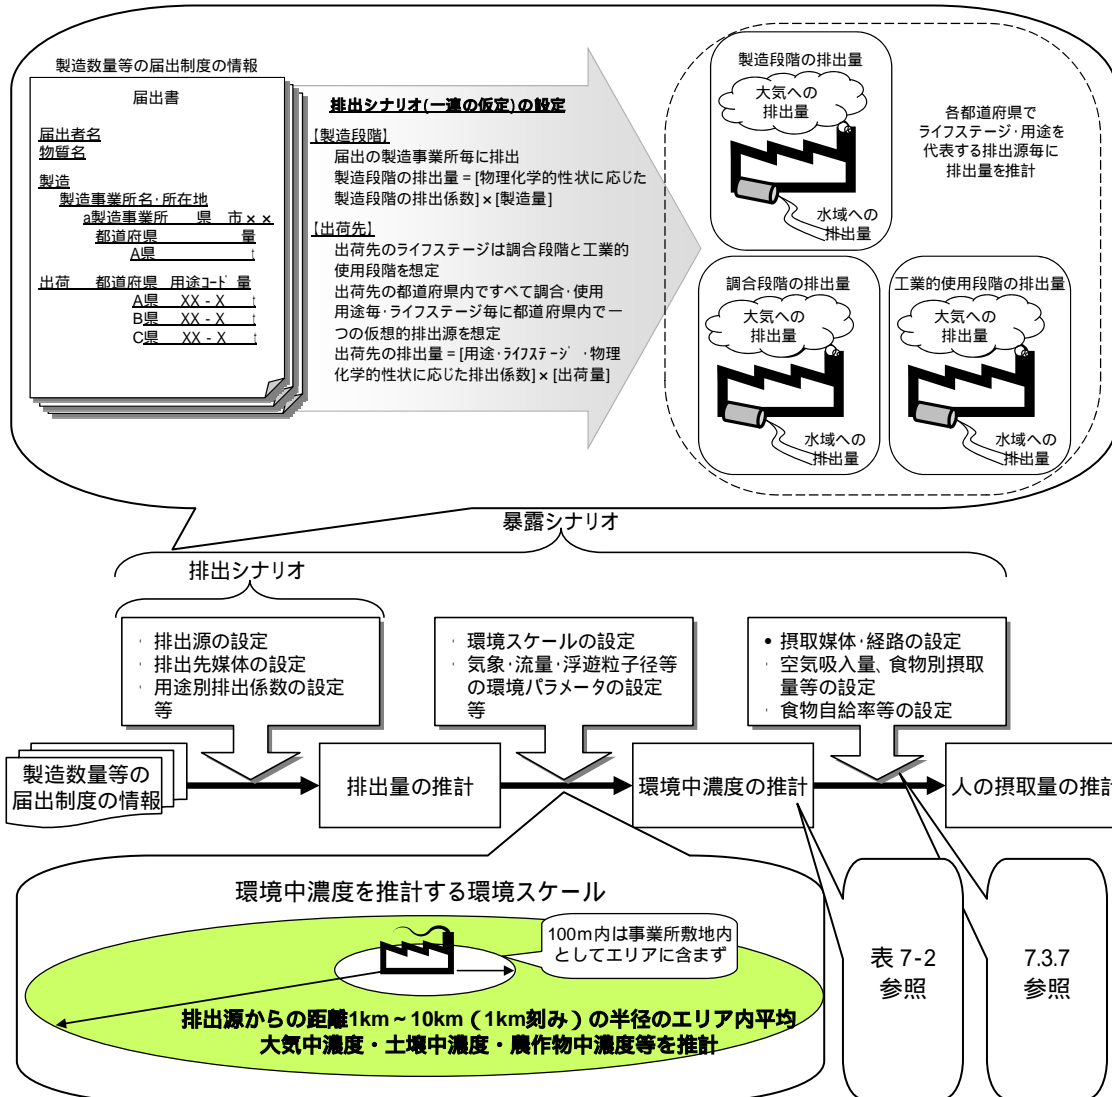 製造数量等の届出制度の情報
届出書
届出者名
物質名
製造
製造事業所名･所在地
a製造事業所 県 市××
都道府県 量
A県 t
出荷 都道府県 用途ｺｰﾄﾞ 量
A県 XX - X t
B県 XX - X t
C県 XX - X t
排出シナリオ(一連の仮定)の設定
【製造段階】
届出の製造事業所毎に排出
製造段階の排出量＝[物理化学的性状に応じた
製造段階の排出係数]×[製造量]
【出荷先】
出荷先のライフステージは調合段階と工業的
使用段階を想定
出荷先の都道府県内ですべて調合･使用
用途毎･ライフステージ毎に都道府県内で一
つの仮想的排出源を想定
出荷先の排出量＝[用途･ﾗｲﾌｽﾃｰｼﾞ･物理
化学的性状に応じた排出係数]×[出荷量]
製造段階の排出量
大気への
排出量
水域への
排出量
各都道府県で
ライフステージ･用途を
代表する排出源毎に
排出量を推計
調合段階の排出量
大気への
排出量
水域への
排出量
工業的使用段階の排出量
大気への
排出量
水域への
排出量
暴露シナリオ
排出シナリオ
・ 排出源の設定
・ 排出先媒体の設定
・ 用途別排出係数の設定
等
・ 環境スケールの設定
・ 気象･流量･浮遊粒子径等
の環境パラメータの設定
等
• 摂取媒体･経路の設定
・ 空気吸入量、食物別摂取
量等の設定
・ 食物自給率等の設定
製造数量等の
届出制度の情報
排出量の推計
環境中濃度の推計
人の摂取量の推計
環境中濃度を推計する環境スケール
100m内は事業所敷地内
としてエリアに含まず
排出源からの距離1km～10km（1km刻み）の半径のエリア内平均
大気中濃度・土壌中濃度・農作物中濃度等を推計
表 7-2
参照
7.3.7
参照